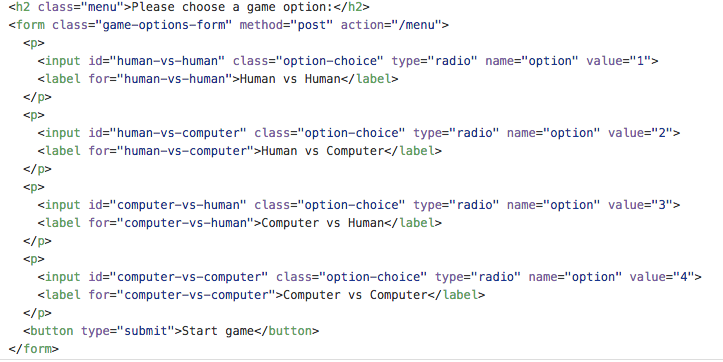 <h2 class="menu">Please choose a game option:</h2>
<form class="game-options-form" method="post" action="/menu">
  <p>
    <input id="human-vs-human" class="option-choice" type="radio" name="option" value="1">
    <label for="human-vs-human">Human vs Human</label>
  </p>
  <p>
    <input id="human-vs-computer" class="option-choice" type="radio" name="option" value="2">
    <label for="human-vs-computer">Human vs Computer</label>
  </p>
  <p>
    <input id="computer-vs-human" class="option-choice" type="radio" name="option" value="3">
    <label for="computer-vs-human">Computer vs Human</label>
  </p>
  <p>
    <input id="computer-vs-computer" class="option-choice" type="radio" name="option" value="4">
    <label for="computer-vs-computer">Computer vs Computer</label>
  </p>
  <button type="submit">Start game</button>
</form>